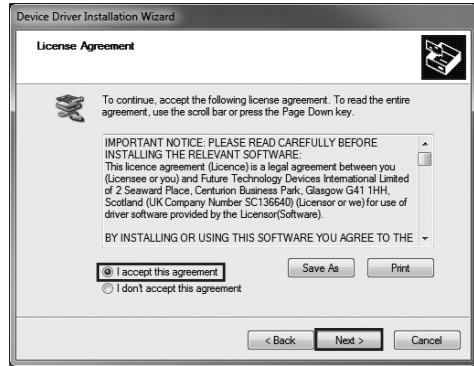 Device Driver Installation Wizard
License Agreement
To continue, accept the following license agreement. To read the entire
agreement, use the scroll bar or press the Page Down key.
IMPORTANT NOTICE: PLEASE READ CAREFULLY BEFORE
INSTALLING THE RELEVANT SOFTWARE:
This licence agreement (Licence) is a legal agreement between you
(Licensee or you) and Future Technology Devices International Limited
of 2 Seaward Place, Centurion Business Park, Glasgow G41 1HH,
Scotland (UK Company Number SC136640) (Licensor or we) for use of
driver software provided by the Licensor(Software).
BY INSTALLING OR USING THIS SOFTWARE YOU AGREE TO THE
I accept this agreement
Save As
Print
I don't accept this agreement
< Back
Next >
Cancel